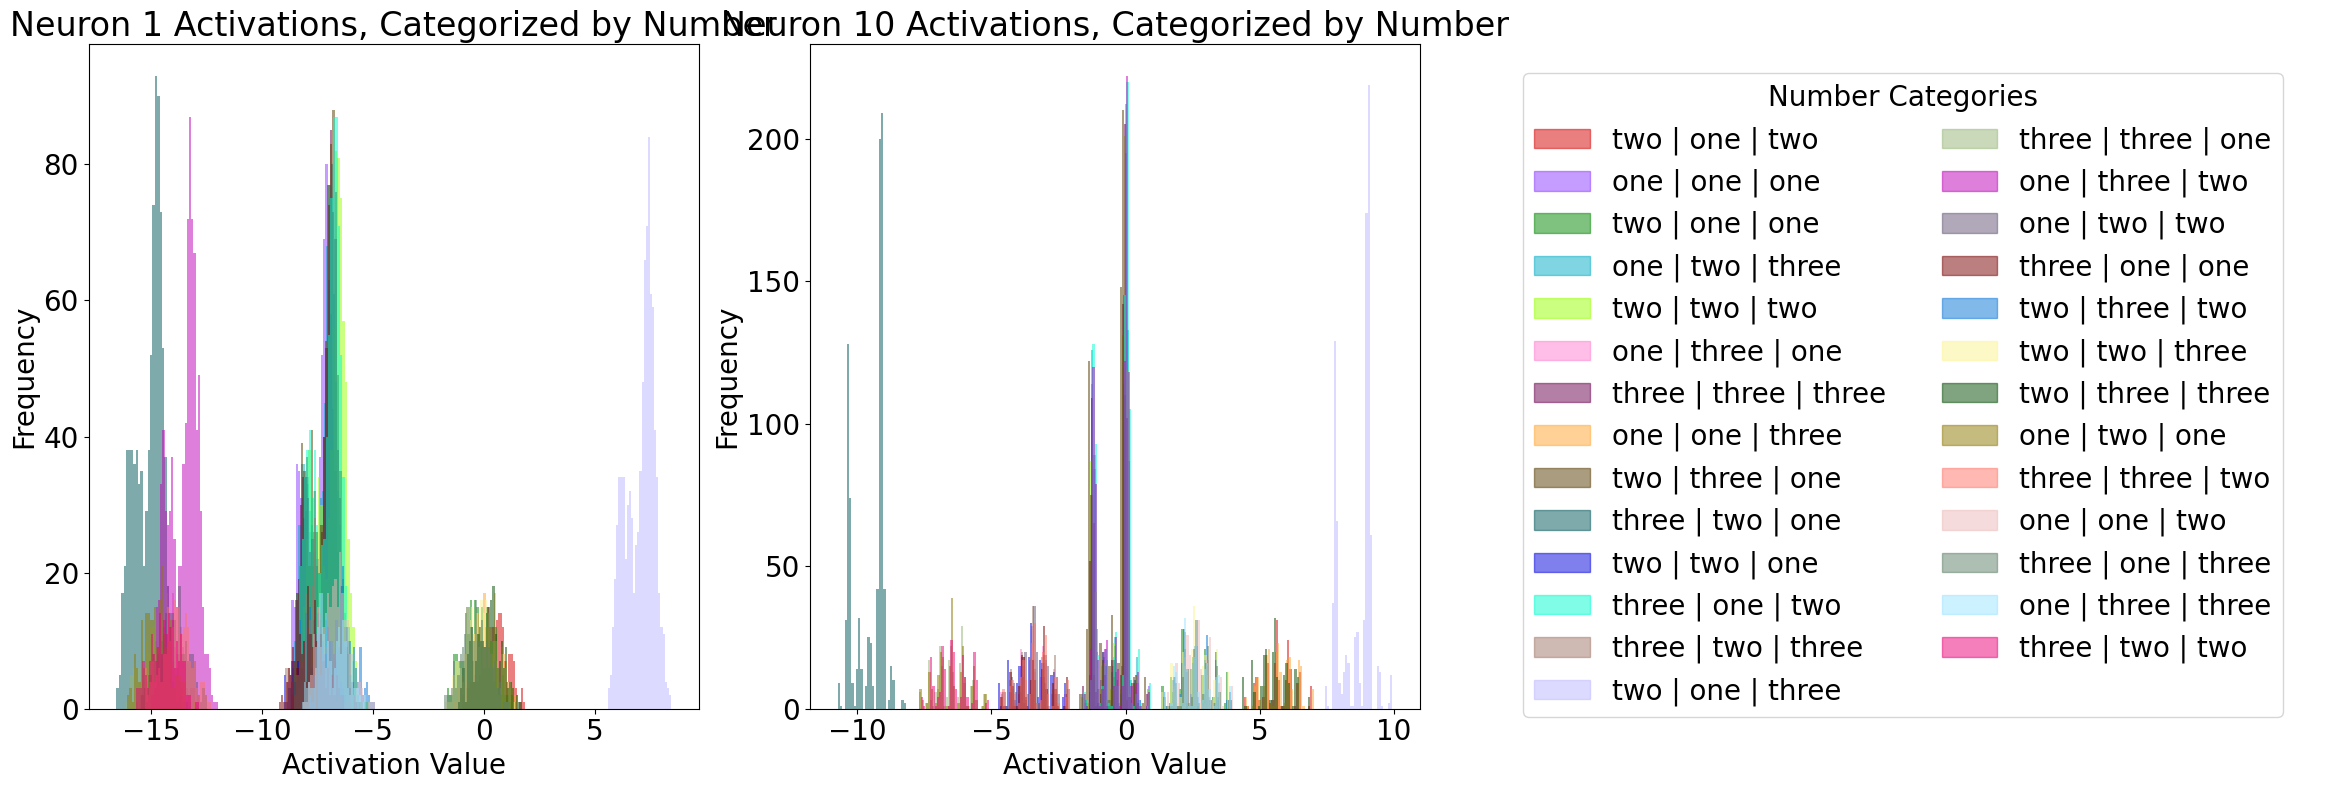 Neuron 1 Activations, Categorized by Number
Neuron 10 Activations, Categorized by Number
Frequency
80
60
40
20
0
−15
−10
−5
0
5
Activation Value
Frequency
200
150
100
50
0
−10
−5
0
5
10
Activation Value
Number Categories
two | one | two
one | one | one
two | one | one
one | two | three
two | two | two
one | three | one
three | three | three
one | one | three
two | three | one
three | two | one
two | two | one
three | one | two
three | two | three
two | one | three
three | three | one
one | three | two
one | two | two
three | one | one
two | three | two
two | two | three
two | three | three
one | two | one
three | three | two
one | one | two
three | one | three
one | three | three
three | two | two